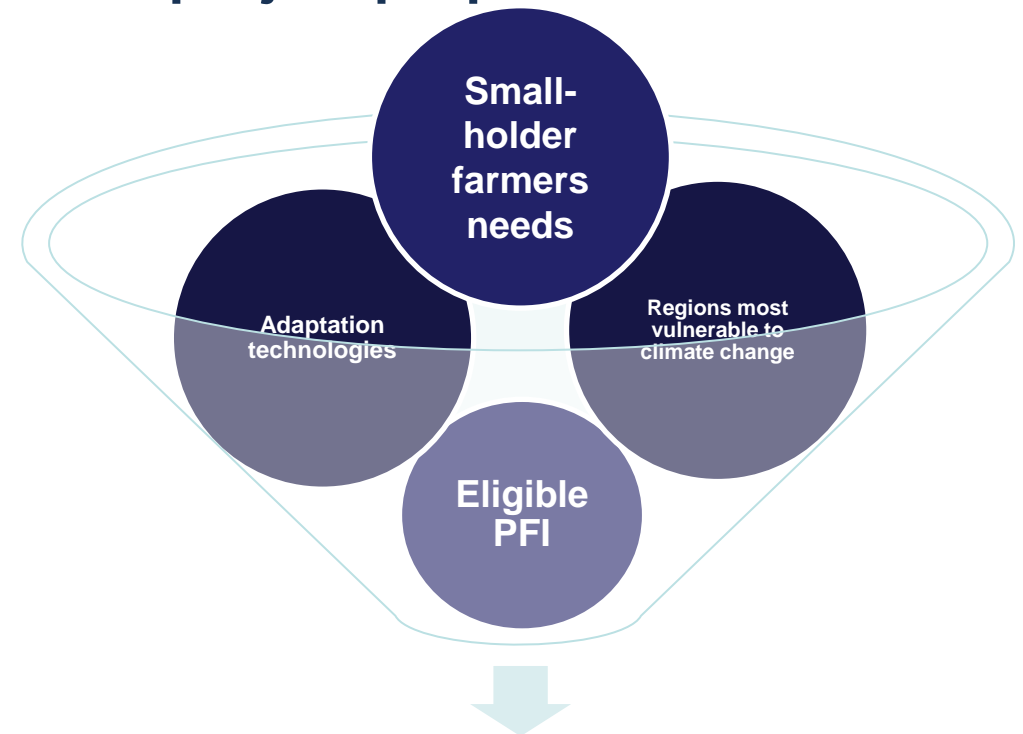 Small-
holder
farmers
needs
Adaptation
technologies
Regions most
vulnerable to
climate change
Eligible
PFI